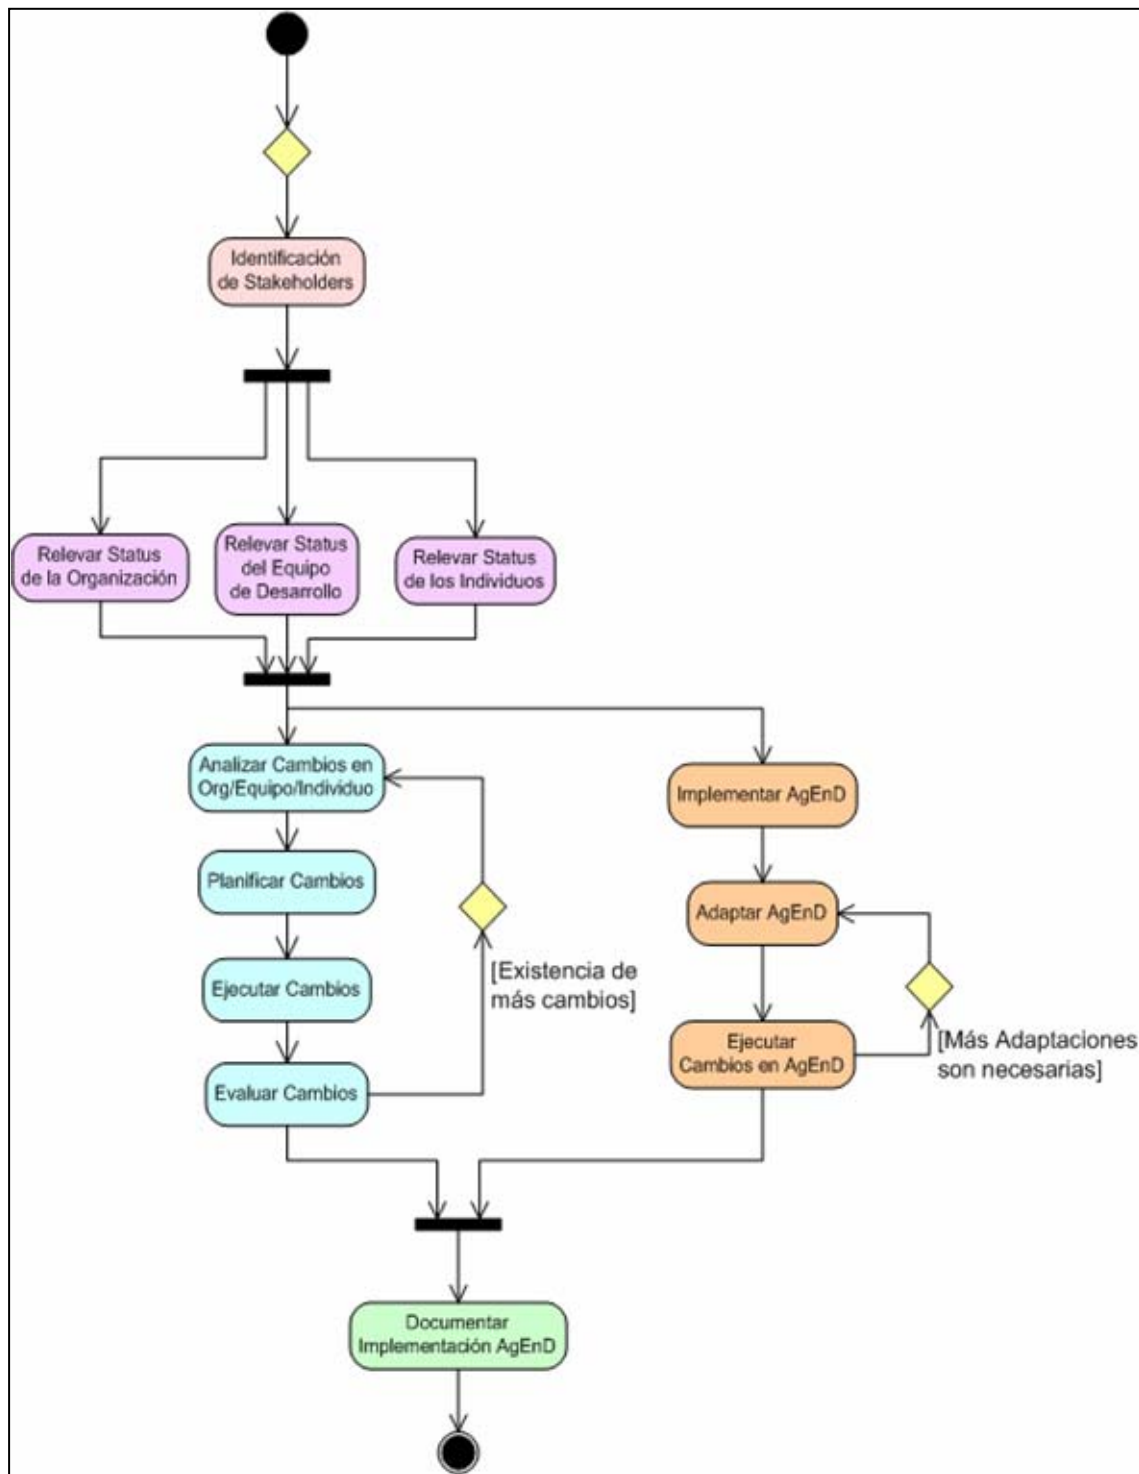 Identificación
de Stakeholders
Relevar Status
de la Organización
Relevar Status
del Equipo
de Desarrollo
Relevar Status
de los Individuos
Analizar Cambios en
Org/Equipo/Individuo
Planificar Cambios
Ejecutar Cambios
Evaluar Cambios
[Existencia de
más cambios]
Implementar AgEnD
Adaptar AgEnD
Ejecutar
Cambios en AgEnD
[Más Adaptaciones
son necesarias]
Documentar
Implementación AgEnD